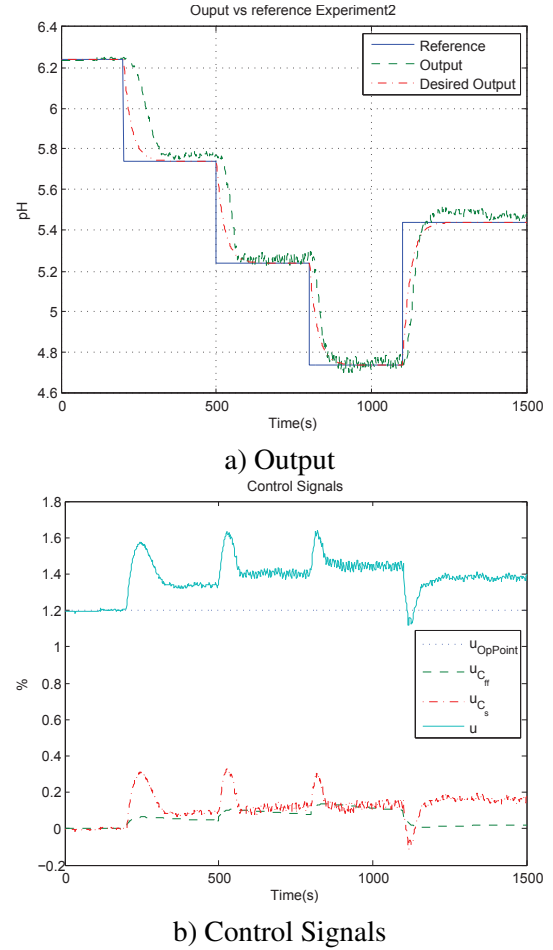 Ouput vs reference Experiment2
6.4
6.2
6
5.8
5.6
5.4
5.2
5
4.8
4.6
pH
Reference
Output
Desired Output
0 500 1000 1500
Time(s)
a) Output
Control Signals
1.8
1.6
1.4
1.2
1
0.8
0.6
0.4
0.2
0
−0.2
%
u_OpPoint
u_C_ff
u_C_s
u
0 500 1000 1500
Time(s)
b) Control Signals